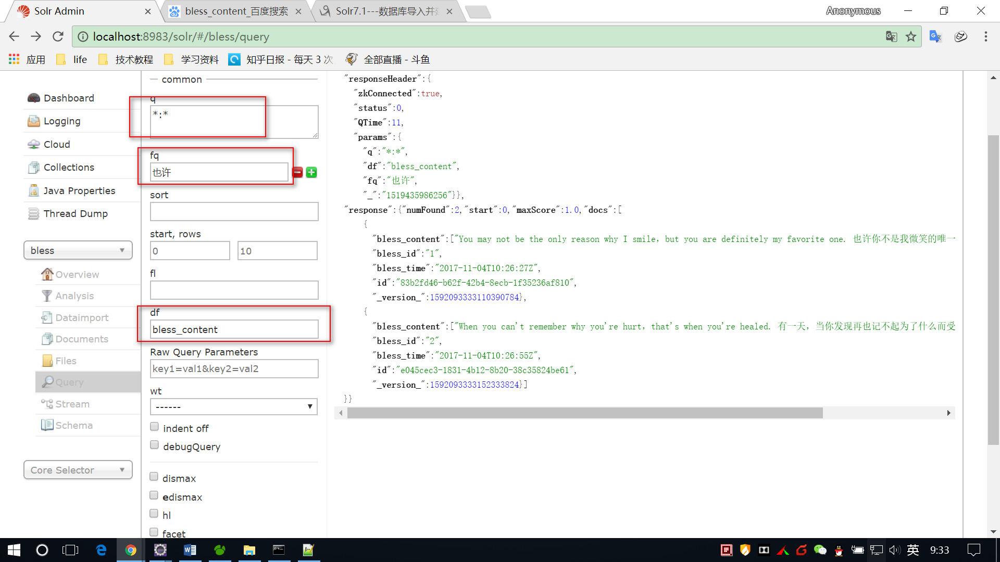 Solr Admin
bless_content_百度搜索
Solr7.1---数据库导入并
Anonymous
localhost:8983/solr/#/bless/query
应用
life
技术教程
学习资料
知乎日报 - 每天 3 次
全部直播 - 斗鱼
Dashboard
Logging
Cloud
Collections
Java Properties
Thread Dump
bless
Overview
Analysis
Dataimport
Documents
Files
Query
Stream
Schema
Core Selector
common
q
*:*
fq
也许
sort
start, rows
0
10
fl
df
bless_content
Raw Query Parameters
key1=val1&key2=val2
wt
------
indent off
debugQuery
dismax
edismax
hl
facet
"responseHeader":{
"zkConnected":true,
"status":0,
"QTime":11,
"params":{
"q":"*:*",
"df":"bless_content",
"fq":"也许",
"_":"1519435986256"}},
"response":{"numFound":2,"start":0,"maxScore":1.0,"docs":[
{
"bless_content":["You may not be the only reason why I smile，but you are definitely my favorite one. 也许你不是我微笑的唯一
"bless_id":"1",
"bless_time":"2017-11-04T10:26:27Z",
"id":"83b2fd46-b62f-42b4-8ecb-1f35236af810",
"_version_":1592093333110390784},
{
"bless_content":["When you can't remember why you're hurt, that's when you're healed. 有一天，当你发现再也记不起为了什么而受
"bless_id":"2",
"bless_time":"2017-11-04T10:26:55Z",
"id":"e045cec3-1831-4b12-8b20-38c35824be61",
"_version_":1592093333152333824}]
}}
英
9:33